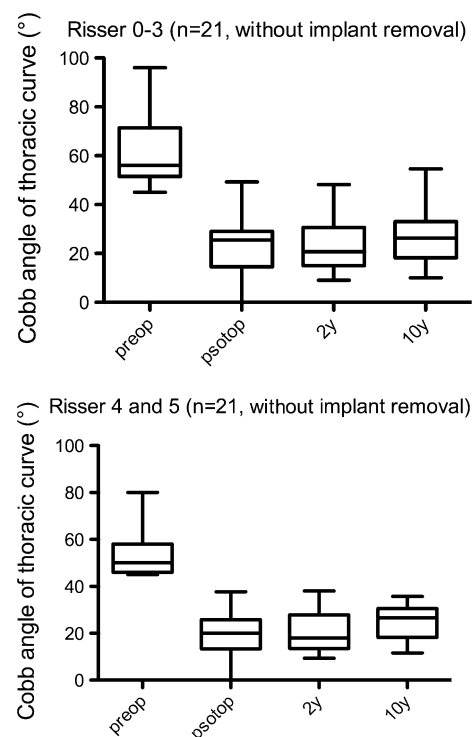 Risser 0-3 (n=21, without implant removal)
Cobb angle of thoracic curve (°)
100
80
60
40
20
0
preop
psotop
2y
10y
Risser 4 and 5 (n=21, without implant removal)
Cobb angle of thoracic curve (°)
100
80
60
40
20
0
preop
psotop
2y
10y